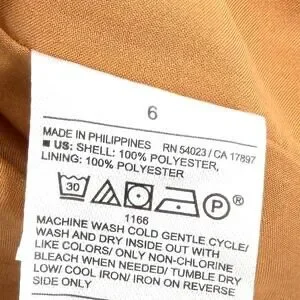 6
MADE IN PHILIPPINES RN 54023 / CA 17897
■ US: SHELL: 100% POLYESTER,
LINING: 100% POLYESTER
30 P
1166
MACHINE WASH COLD GENTLE CYCLE/
WASH AND DRY INSIDE OUT WITH
LIKE COLORS/ ONLY NON-CHLORINE
BLEACH WHEN NEEDED/ TUMBLE DRY
LOW/ COOL IRON/ IRON ON REVERSE
SIDE ONLY